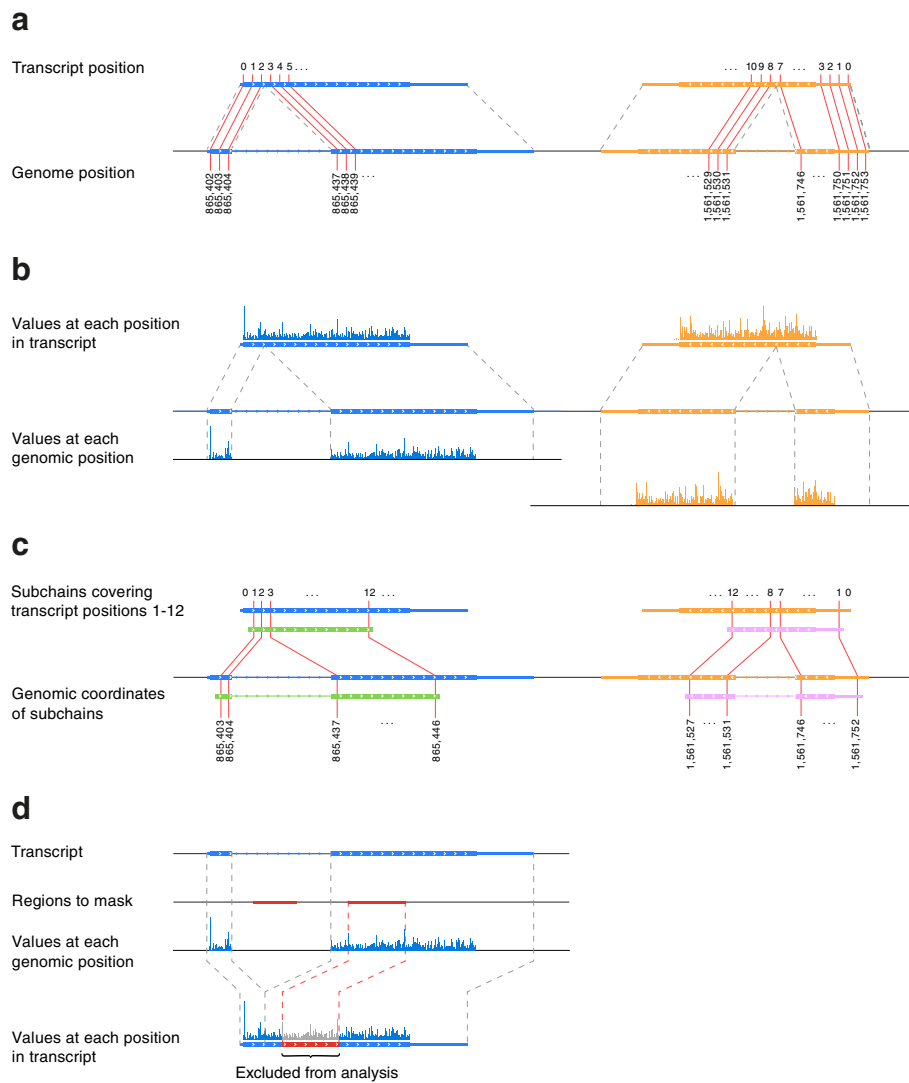 a
Transcript position
0 1 2 3 4 5 ...
... 10 9 8 7 ... 3 2 1 0
Genome position
865,402 865,403 865,404 865,437 865,438 865,439 ...
... 1,561,529 1,561,530 1,561,531 1,561,746 ... 1,561,750 1,561,751 1,561,752 1,561,753
b
Values at each position
in transcript
Values at each
genomic position
c
Subchains covering
transcript positions 1-12
0 1 2 3 ... 12 ...
... 12 ... 8 7 ... 1 0
Genomic coordinates
of subchains
865,403 865,404 865,437 ... 865,446
1,561,527 ... 1,561,531 1,561,746 ... 1,561,752
d
Transcript
Regions to mask
Values at each
genomic position
Values at each position
in transcript
Excluded from analysis